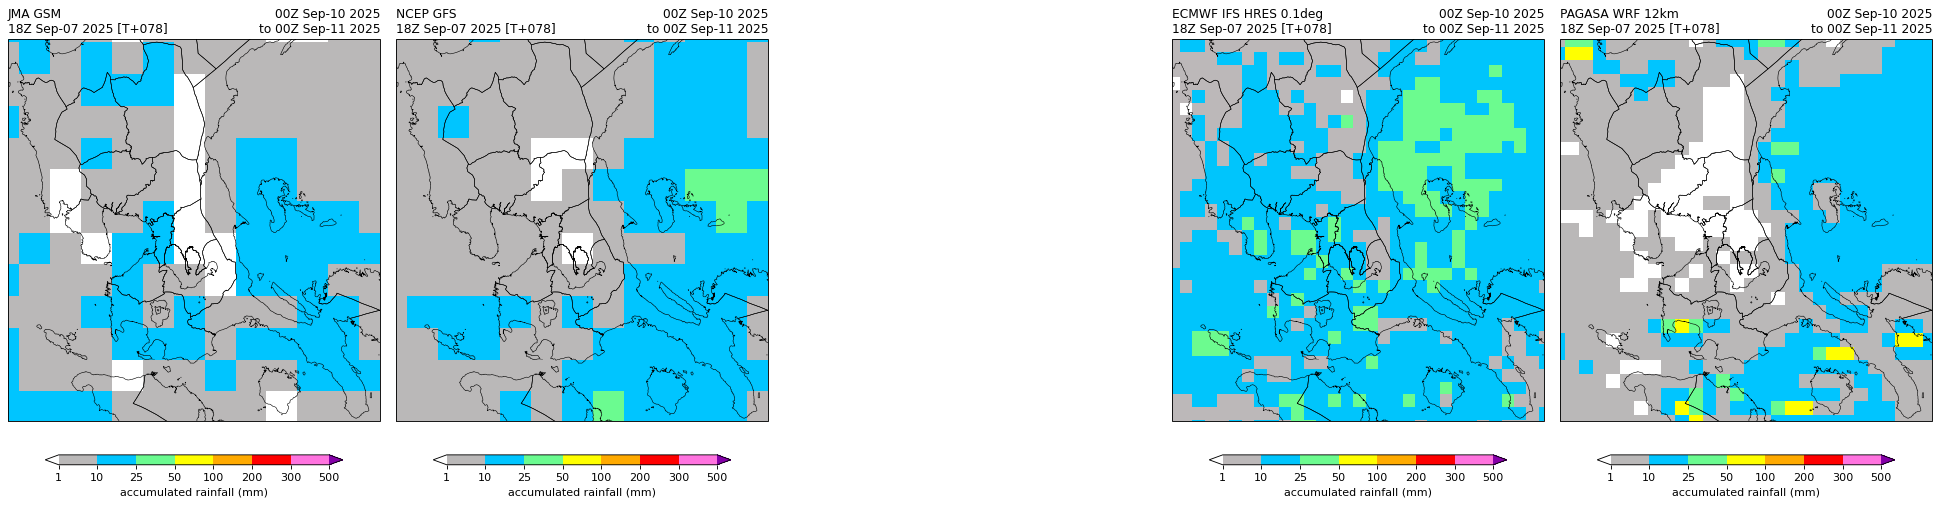 JMA GSM 00Z Sep-10 2025
18Z Sep-07 2025 [T+078] to 00Z Sep-11 2025
NCEP GFS 00Z Sep-10 2025
18Z Sep-07 2025 [T+078] to 00Z Sep-11 2025
ECMWF IFS HRES 0.1deg 00Z Sep-10 2025
18Z Sep-07 2025 [T+078] to 00Z Sep-11 2025
PAGASA WRF 12km 00Z Sep-10 2025
18Z Sep-07 2025 [T+078] to 00Z Sep-11 2025
1 10 25 50 100 200 300 500
accumulated rainfall (mm)
1 10 25 50 100 200 300 500
accumulated rainfall (mm)
1 10 25 50 100 200 300 500
accumulated rainfall (mm)
1 10 25 50 100 200 300 500
accumulated rainfall (mm)